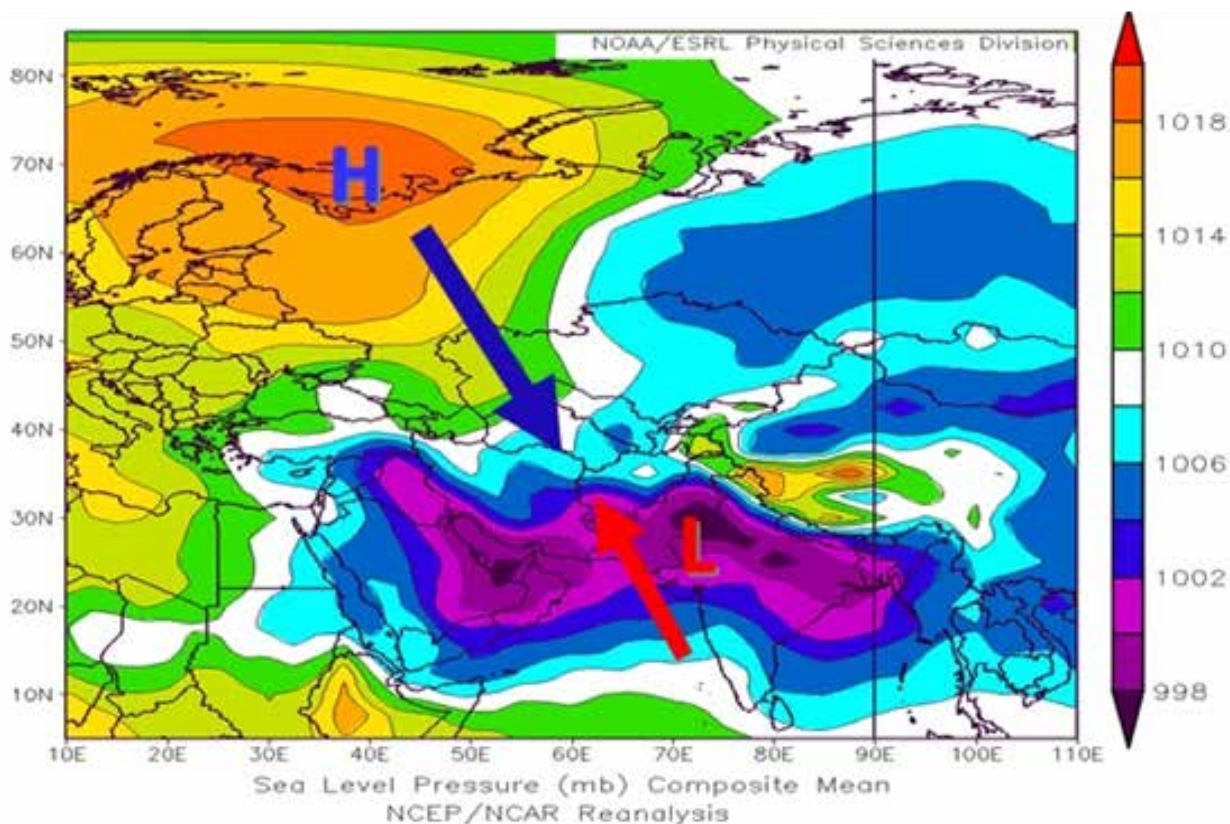 NOAA/ESRL Physical Sciences Division
80N
70N
60N
50N
40N
30N
20N
10N
H
L
1018
1014
1010
1006
1002
998
10E 20E 30E 40E 50E 60E 70E 80E 90E 100E 110E
Sea Level Pressure (mb) Composite Mean
NCEP/NCAR Reanalysis